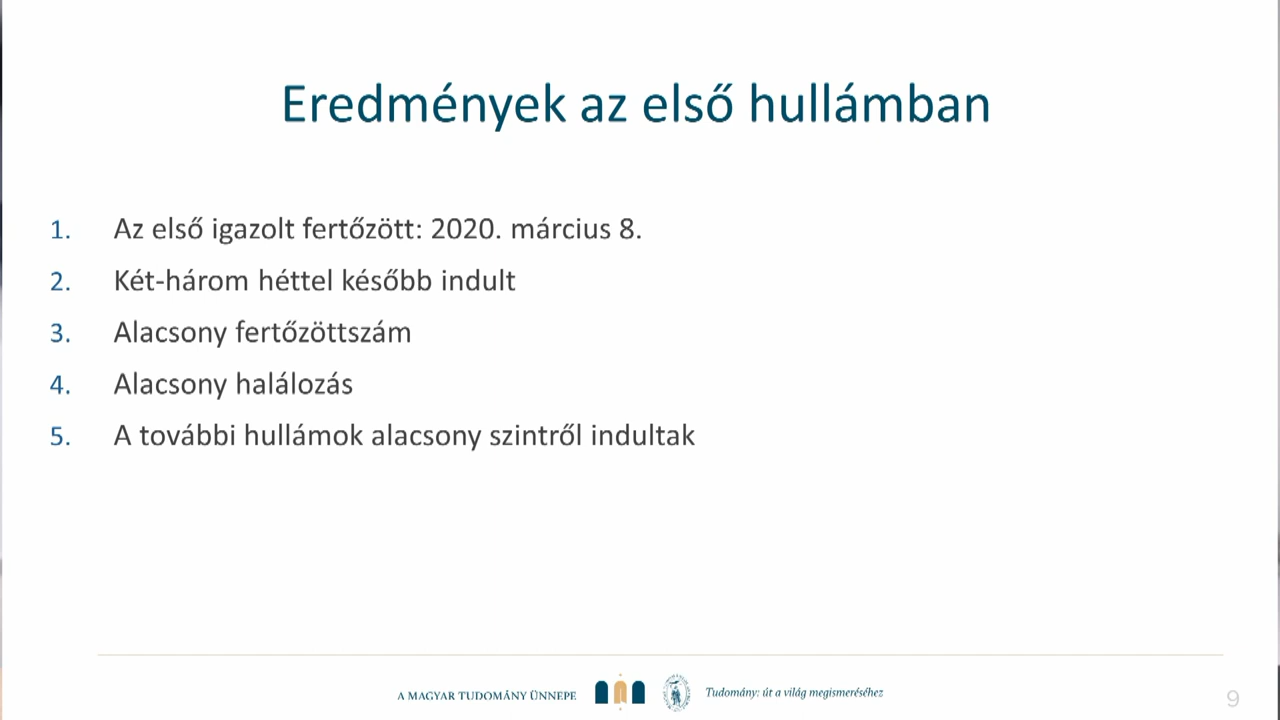 Eredmények az első hullámban
1. Az első igazolt fertőzött: 2020. március 8.
2. Két-három héttel később indult
3. Alacsony fertőzöttszám
4. Alacsony halálozás
5. A további hullámok alacsony szintről indultak
A MAGYAR TUDOMÁNY ÜNNEPE
Tudomány: út a világ megismeréséhez
9